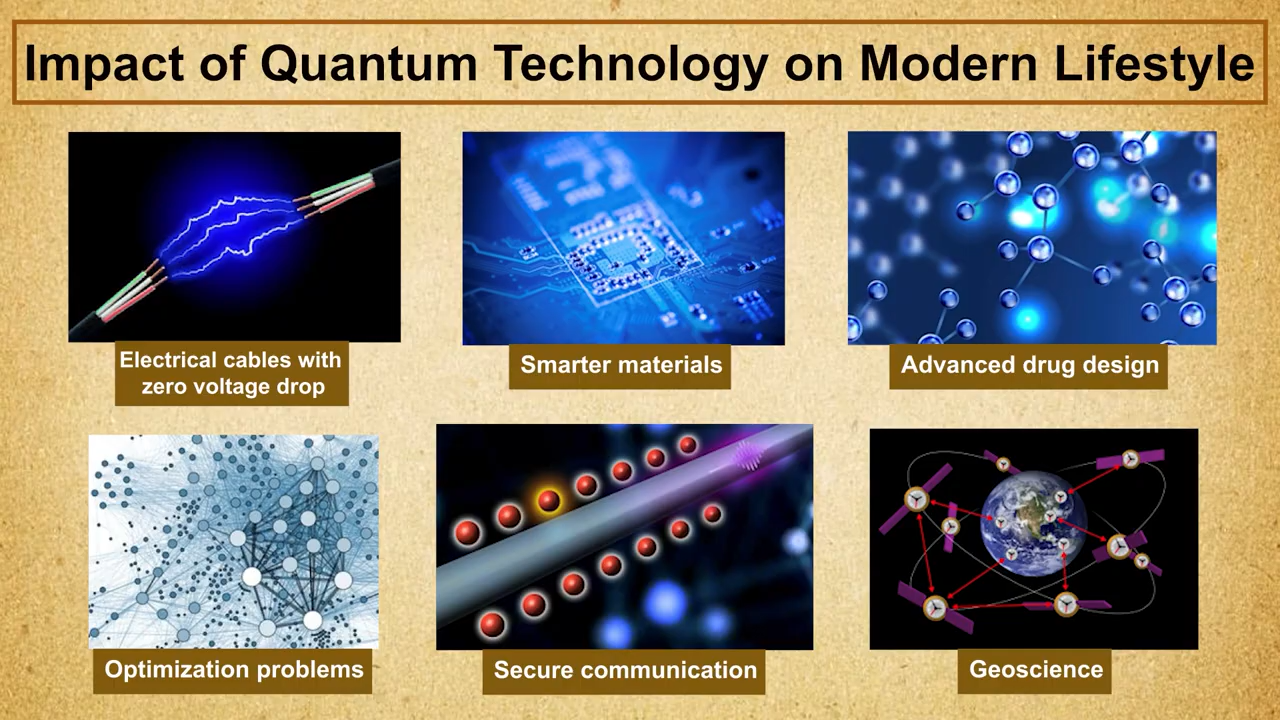 Impact of Quantum Technology on Modern Lifestyle
Electrical cables with
zero voltage drop
Smarter materials
Advanced drug design
Optimization problems
Secure communication
Geoscience